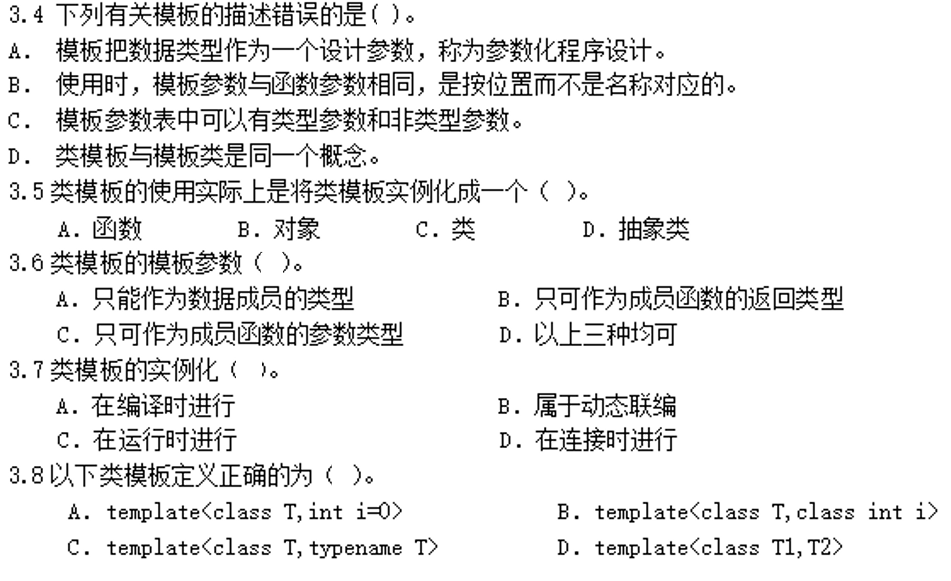 3.4 下列有关模板的描述错误的是( )。
A. 模板把数据类型作为一个设计参数，称为参数化程序设计。
B. 使用时，模板参数与函数参数相同，是按位置而不是名称对应的。
C. 模板参数表中可以有类型参数和非类型参数。
D. 类模板与模板类是同一个概念。
3.5 类模板的使用实际上是将类模板实例化成一个（ ）。
A. 函数 B. 对象 C. 类 D. 抽象类
3.6 类模板的模板参数（ ）。
A. 只能作为数据成员的类型 B. 只可作为成员函数的返回类型
C. 只可作为成员函数的参数类型 D. 以上三种均可
3.7 类模板的实例化（ ）。
A. 在编译时进行 B. 属于动态联编
C. 在运行时进行 D. 在连接时进行
3.8 以下类模板定义正确的为（ ）。
A. template<class T,int i=0> B. template<class T,class int i>
C. template<class T,typename T> D. template<class T1,T2>